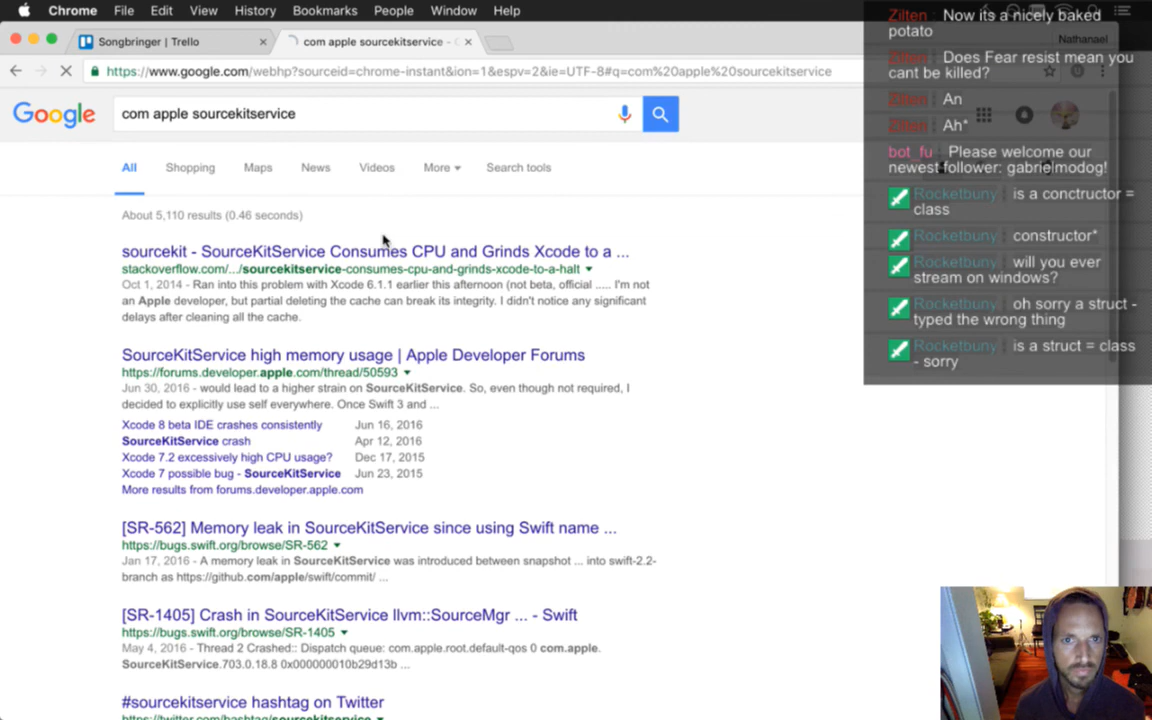 Chrome File Edit View History Bookmarks People Window Help
Songbringer | Trello
com apple sourcekitservice -
Nathanael
https://www.google.com/webhp?sourceid=chrome-instant&ion=1&espv=2&ie=UTF-8#q=com%20apple%20sourcekitservice
Google
com apple sourcekitservice
All Shopping Maps News Videos More Search tools
About 5,110 results (0.46 seconds)
sourcekit - SourceKitService Consumes CPU and Grinds Xcode to a ...
stackoverflow.com/.../sourcekitservice-consumes-cpu-and-grinds-xcode-to-a-halt
Oct 1, 2014 - Ran into this problem with Xcode 6.1.1 earlier this afternoon (not beta, official ..... I'm not
an Apple developer, but partial deleting the cache can break its integrity. I didn't notice any significant
delays after cleaning all the cache.
SourceKitService high memory usage | Apple Developer Forums
https://forums.developer.apple.com/thread/50593
Jun 30, 2016 - would lead to a higher strain on SourceKitService. So, even though not required, I
decided to explicitly use self everywhere. Once Swift 3 and ...
Xcode 8 beta IDE crashes consistently Jun 16, 2016
SourceKitService crash Apr 12, 2016
Xcode 7.2 excessively high CPU usage? Dec 17, 2015
Xcode 7 possible bug - SourceKitService Jun 23, 2015
More results from forums.developer.apple.com
[SR-562] Memory leak in SourceKitService since using Swift name ...
https://bugs.swift.org/browse/SR-562
Jan 17, 2016 - A memory leak in SourceKitService was introduced between snapshot ... into swift-2.2-
branch as https://github.com/apple/swift/commit/ ...
[SR-1405] Crash in SourceKitService llvm::SourceMgr ... - Swift
https://bugs.swift.org/browse/SR-1405
May 4, 2016 - Thread 2 Crashed:: Dispatch queue: com.apple.root.default-qos 0 com.apple.
SourceKitService.703.0.18.8 0x000000010b29d13b ...
#sourcekitservice hashtag on Twitter
https://twitter.com/hashtag/sourcekitservice
Zilten : Now its a nicely baked
potato
Zilten : Does Fear resist mean you
cant be killed?
Zilten : An
Zilten : Ah*
bot_fu : Please welcome our
newest follower: gabrielmodog!
Rocketbuny : is a conctructor =
class
Rocketbuny : constructor*
Rocketbuny : will you ever
stream on windows?
Rocketbuny : oh sorry a struct -
typed the wrong thing
Rocketbuny : is a struct = class
- sorry